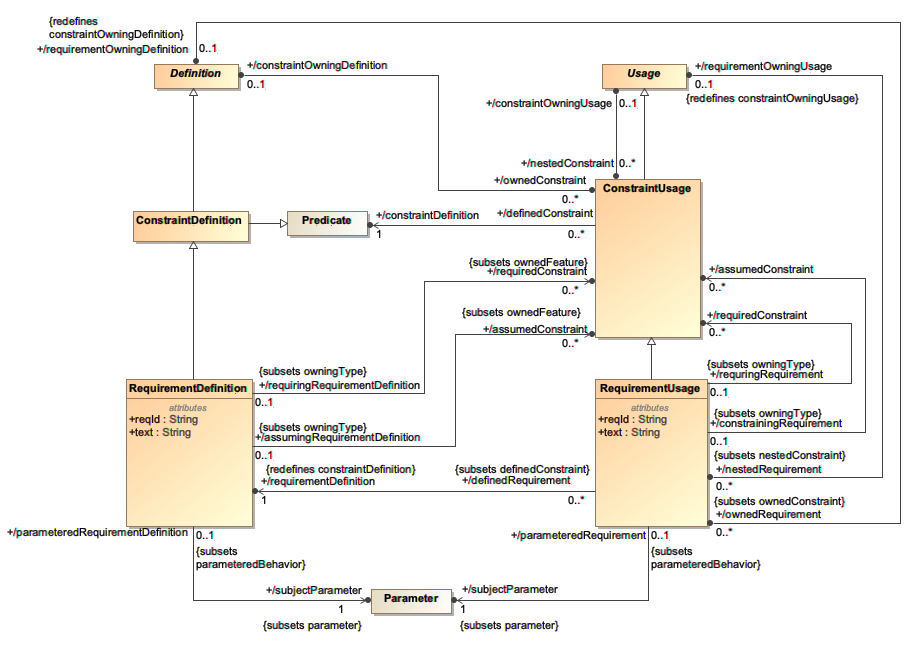 {redefines
constraintOwningDefinition}
+/requirementOwningDefinition
0..1
Definition
+/constraintOwningDefinition
0..1
Usage
+/requirementOwningUsage
0..1
{redefines constraintOwningUsage}
+/constraintOwningUsage
0..1
+/nestedConstraint
0..*
+/ownedConstraint
0..*
ConstraintUsage
ConstraintDefinition
Predicate
+/constraintDefinition
1
+/definedConstraint
0..*
{subsets ownedFeature}
+/requiredConstraint
0..*
+/assumedConstraint
0..*
{subsets ownedFeature}
+/assumedConstraint
0..*
+/requiredConstraint
0..*
{subsets owningType}
+/requiringRequirementDefinition
0..1
{subsets owningType}
+/requringRequirement
0..1
RequirementDefinition
attributes
+reqId : String
+text : String
RequirementUsage
attributes
+reqId : String
+text : String
{subsets owningType}
+/assumingRequirementDefinition
0..1
{subsets owningType}
+/constrainingRequirement
0..1
{redefines constraintDefinition}
+/requirementDefinition
1
{subsets definedConstraint}
+/definedRequirement
0..*
{subsets nestedConstraint}
+/nestedRequirement
0..*
{subsets ownedConstraint}
+/ownedRequirement
0..*
+/parameteredRequirementDefinition
0..1
{subsets
parameteredBehavior}
+/parameteredRequirement
0..1
{subsets
parameteredBehavior}
+/subjectParameter
1
{subsets parameter}
Parameter
+/subjectParameter
1
{subsets parameter}